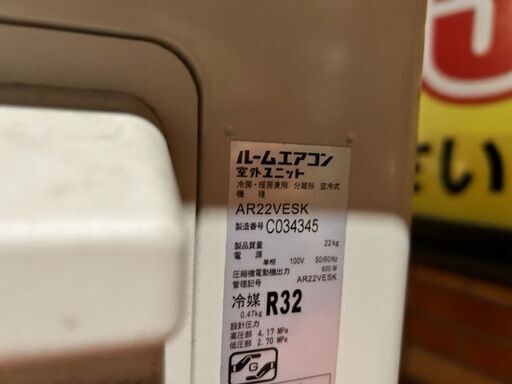 ルームエアコン
室外ユニット
冷房・暖房兼用 分離形 空冷式
機種
AR22VESK
製造番号 C034345
製品質量 22kg
電源 単相 100V 50/60Hz
圧縮機電動機出力 600W
管理記号 AR22VESK
冷媒 R32
0.47kg
設計圧力
高圧部 4.17 MPa
低圧部 2.70 MPa
G
さい